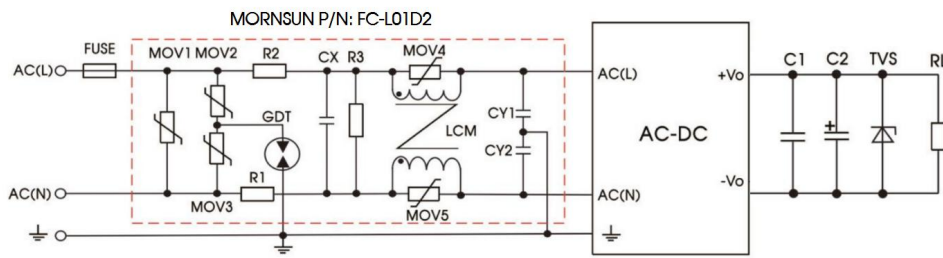 MORNSUN P/N: FC-L01D2
FUSE
MOV1 MOV2 R2 CX R3 MOV4
AC(L)
AC(L)
+Vo
C1 C2 TVS
GDT
CY1
LCM
AC-DC
+
CY2
R1
AC(N)
AC(N)
-Vo
MOV3
MOV5